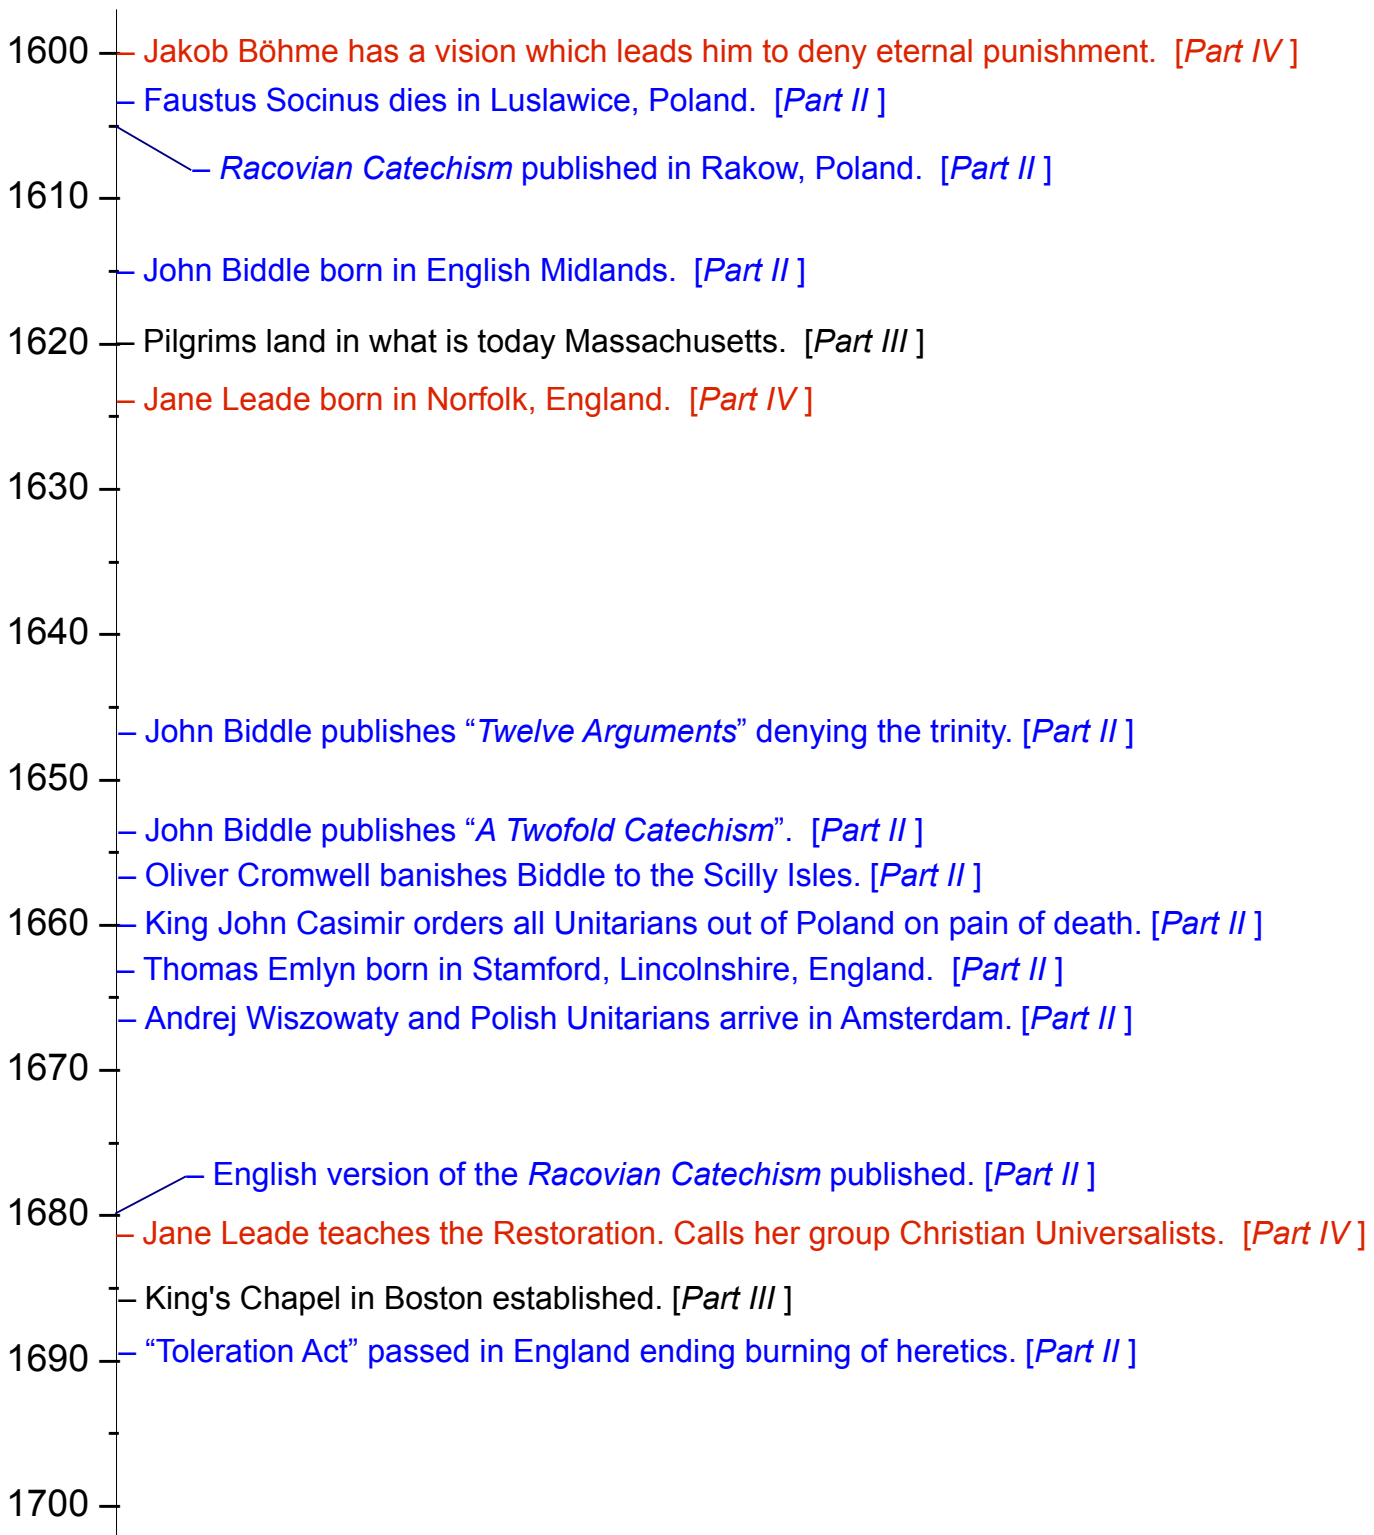 1600 – Jakob Böhme has a vision which leads him to deny eternal punishment. [Part IV ]
– Faustus Socinus dies in Luslawice, Poland. [Part II ]
– Racovian Catechism published in Rakow, Poland. [Part II ]
1610
– John Biddle born in English Midlands. [Part II ]
1620 – Pilgrims land in what is today Massachusetts. [Part III ]
– Jane Leade born in Norfolk, England. [Part IV ]
1630
1640
– John Biddle publishes “Twelve Arguments” denying the trinity. [Part II ]
1650
– John Biddle publishes “A Twofold Catechism”. [Part II ]
– Oliver Cromwell banishes Biddle to the Scilly Isles. [Part II ]
1660 – King John Casimir orders all Unitarians out of Poland on pain of death. [Part II ]
– Thomas Emlyn born in Stamford, Lincolnshire, England. [Part II ]
– Andrej Wiszowaty and Polish Unitarians arrive in Amsterdam. [Part II ]
1670
– English version of the Racovian Catechism published. [Part II ]
1680
– Jane Leade teaches the Restoration. Calls her group Christian Universalists. [Part IV ]
– King's Chapel in Boston established. [Part III ]
1690 – “Toleration Act” passed in England ending burning of heretics. [Part II ]
1700